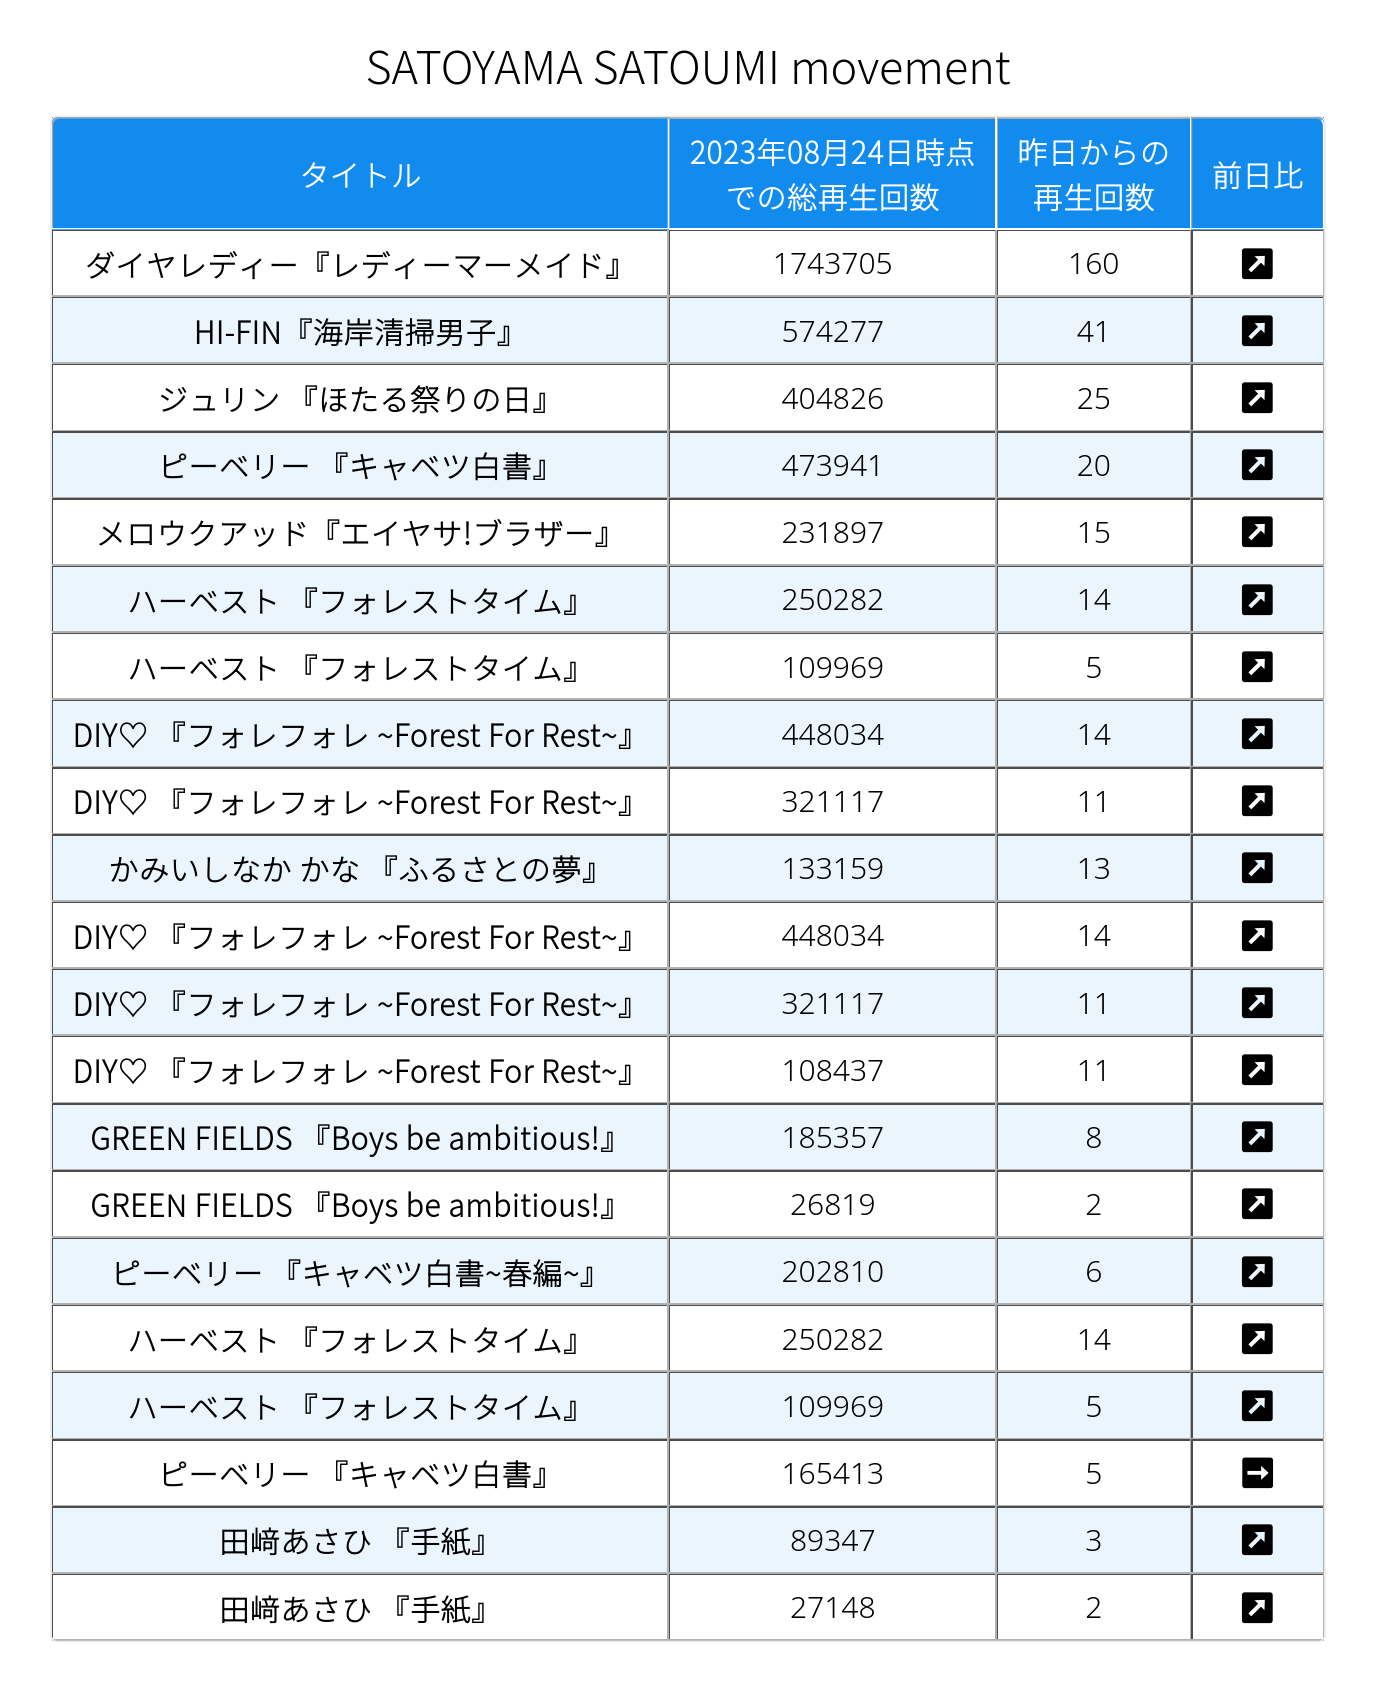 SATOYAMA SATOUMI movement
タイトル 2023年08月24日時点での総再生回数 昨日からの再生回数 前日比
ダイヤレディー『レディーマーメイド』 1743705 160
HI-FIN『海岸清掃男子』 574277 41
ジュリン 『ほたる祭りの日』 404826 25
ピーベリー 『キャベツ白書』 473941 20
メロウクアッド『エイヤサ!ブラザー』 231897 15
ハーベスト 『フォレストタイム』 250282 14
ハーベスト 『フォレストタイム』 109969 5
DIY♡ 『フォレフォレ ~Forest For Rest~』 448034 14
DIY♡ 『フォレフォレ ~Forest For Rest~』 321117 11
かみいしなか かな 『ふるさとの夢』 133159 13
DIY♡ 『フォレフォレ ~Forest For Rest~』 448034 14
DIY♡ 『フォレフォレ ~Forest For Rest~』 321117 11
DIY♡ 『フォレフォレ ~Forest For Rest~』 108437 11
GREEN FIELDS 『Boys be ambitious!』 185357 8
GREEN FIELDS 『Boys be ambitious!』 26819 2
ピーベリー 『キャベツ白書~春編~』 202810 6
ハーベスト 『フォレストタイム』 250282 14
ハーベスト 『フォレストタイム』 109969 5
ピーベリー 『キャベツ白書』 165413 5
田﨑あさひ 『手紙』 89347 3
田﨑あさひ 『手紙』 27148 2